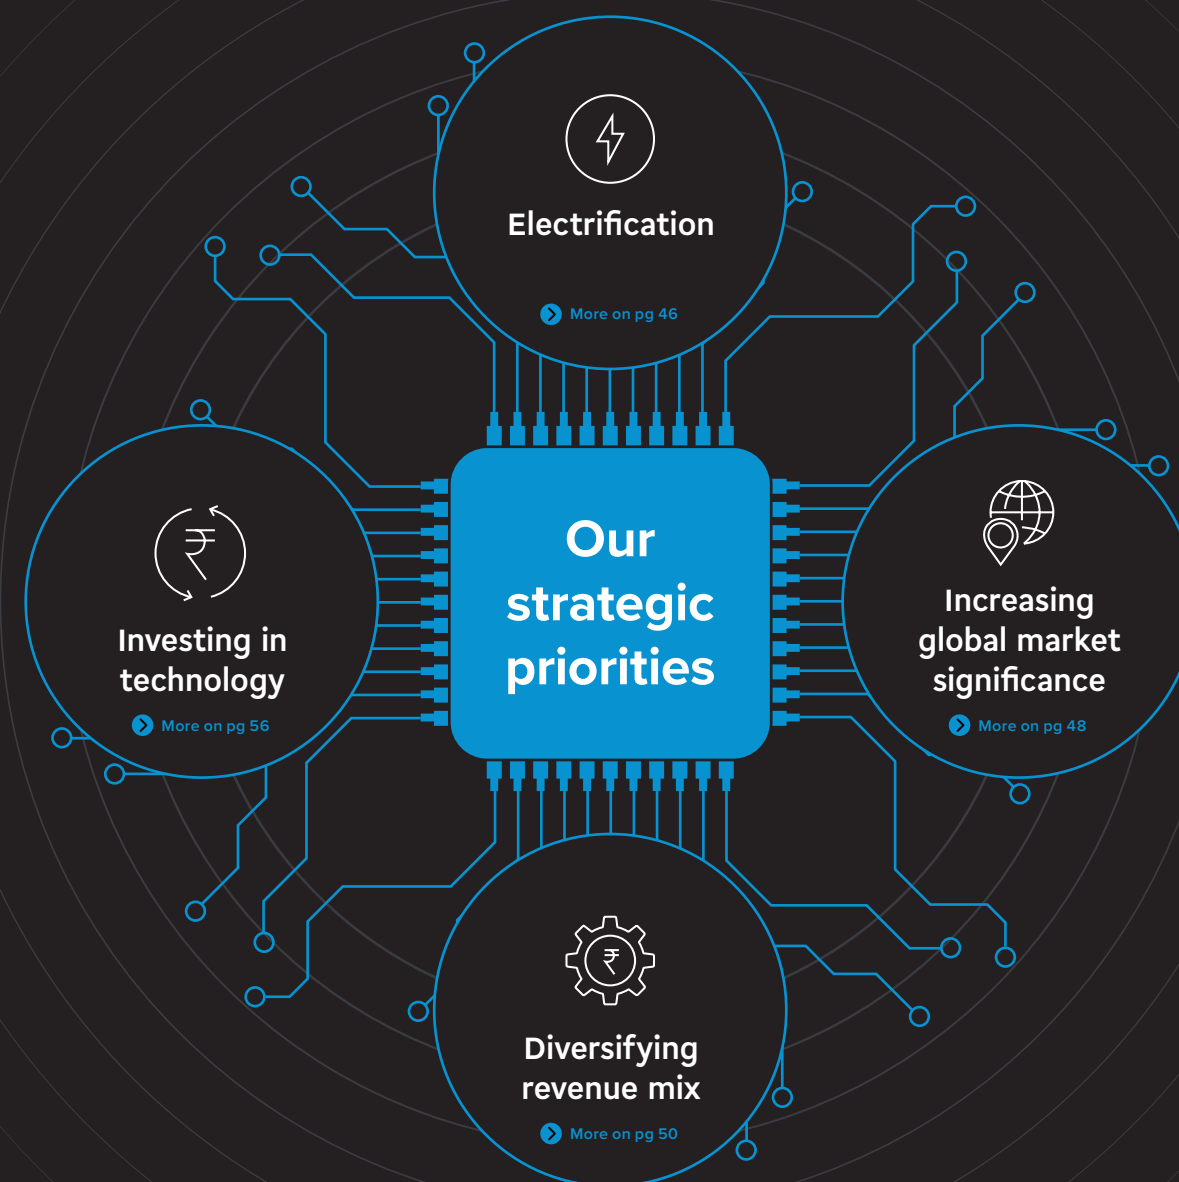 Electrification
More on pg 46
Our
strategic
priorities
₹
Investing in
technology
More on pg 56
Increasing
global market
significance
More on pg 48
₹
Diversifying
revenue mix
More on pg 50